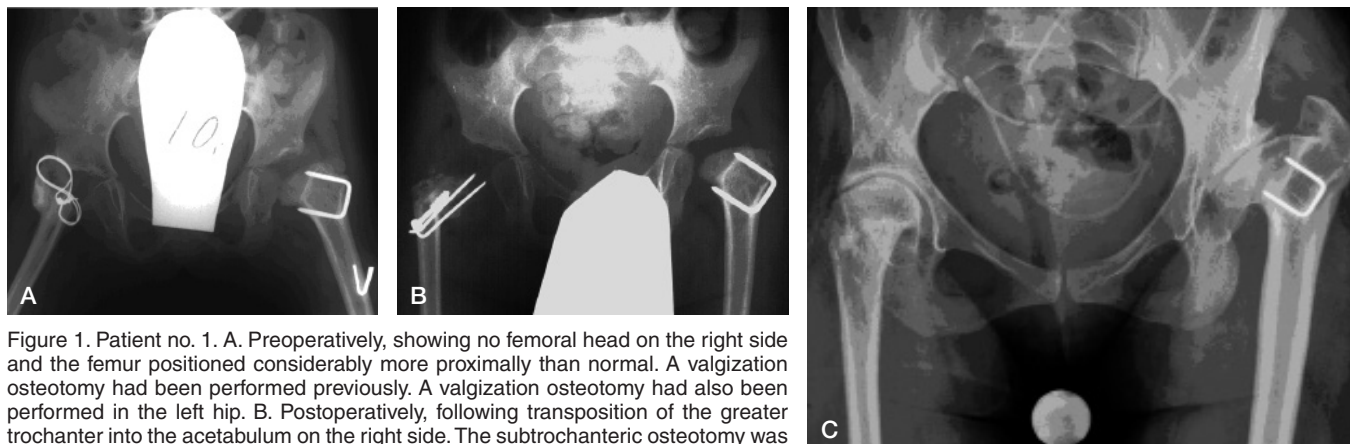 10.
A
B
C
Figure 1. Patient no. 1. A. Preoperatively, showing no femoral head on the right side
and the femur positioned considerably more proximally than normal. A valgization
osteotomy had been performed previously. A valgization osteotomy had also been
performed in the left hip. B. Postoperatively, following transposition of the greater
trochanter into the acetabulum on the right side. The subtrochanteric osteotomy was